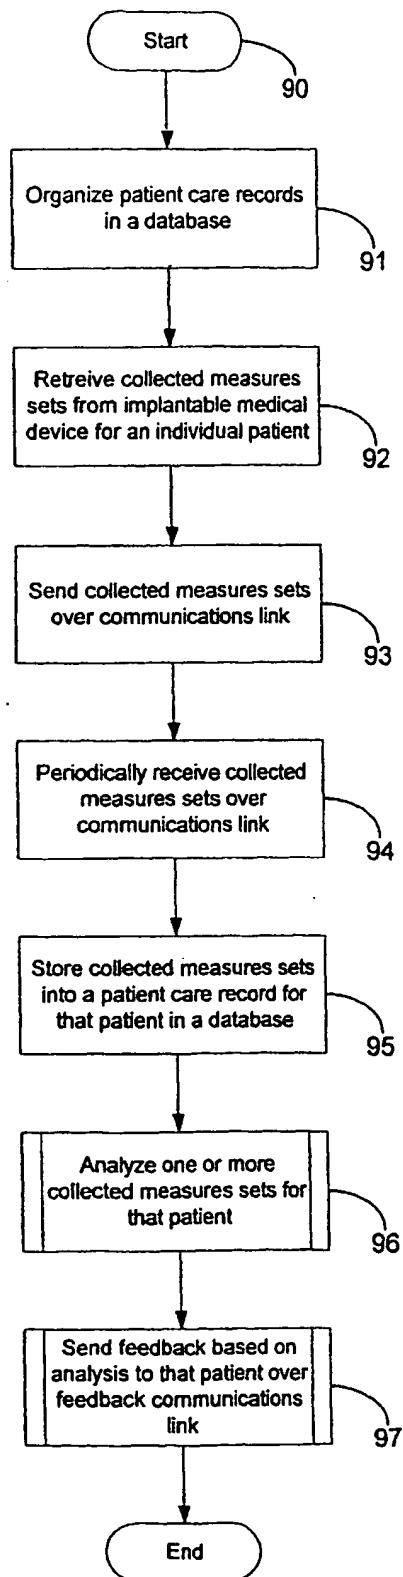 Start
90
Organize patient care records
in a database
91
Retreive collected measures
sets from implantable medical
device for an individual patient
92
Send collected measures sets
over communications link
93
Periodically receive collected
measures sets over
communications link
94
Store collected measures sets
into a patient care record for
that patient in a database
95
Analyze one or more
collected measures sets for
that patient
96
Send feedback based on
analysis to that patient over
feedback communications
link
97
End